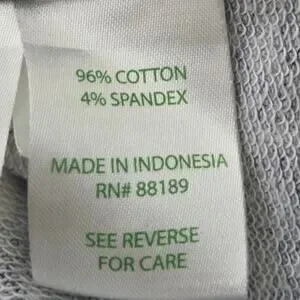 96% COTTON
4% SPANDEX
MADE IN INDONESIA
RN# 88189
SEE REVERSE
FOR CARE